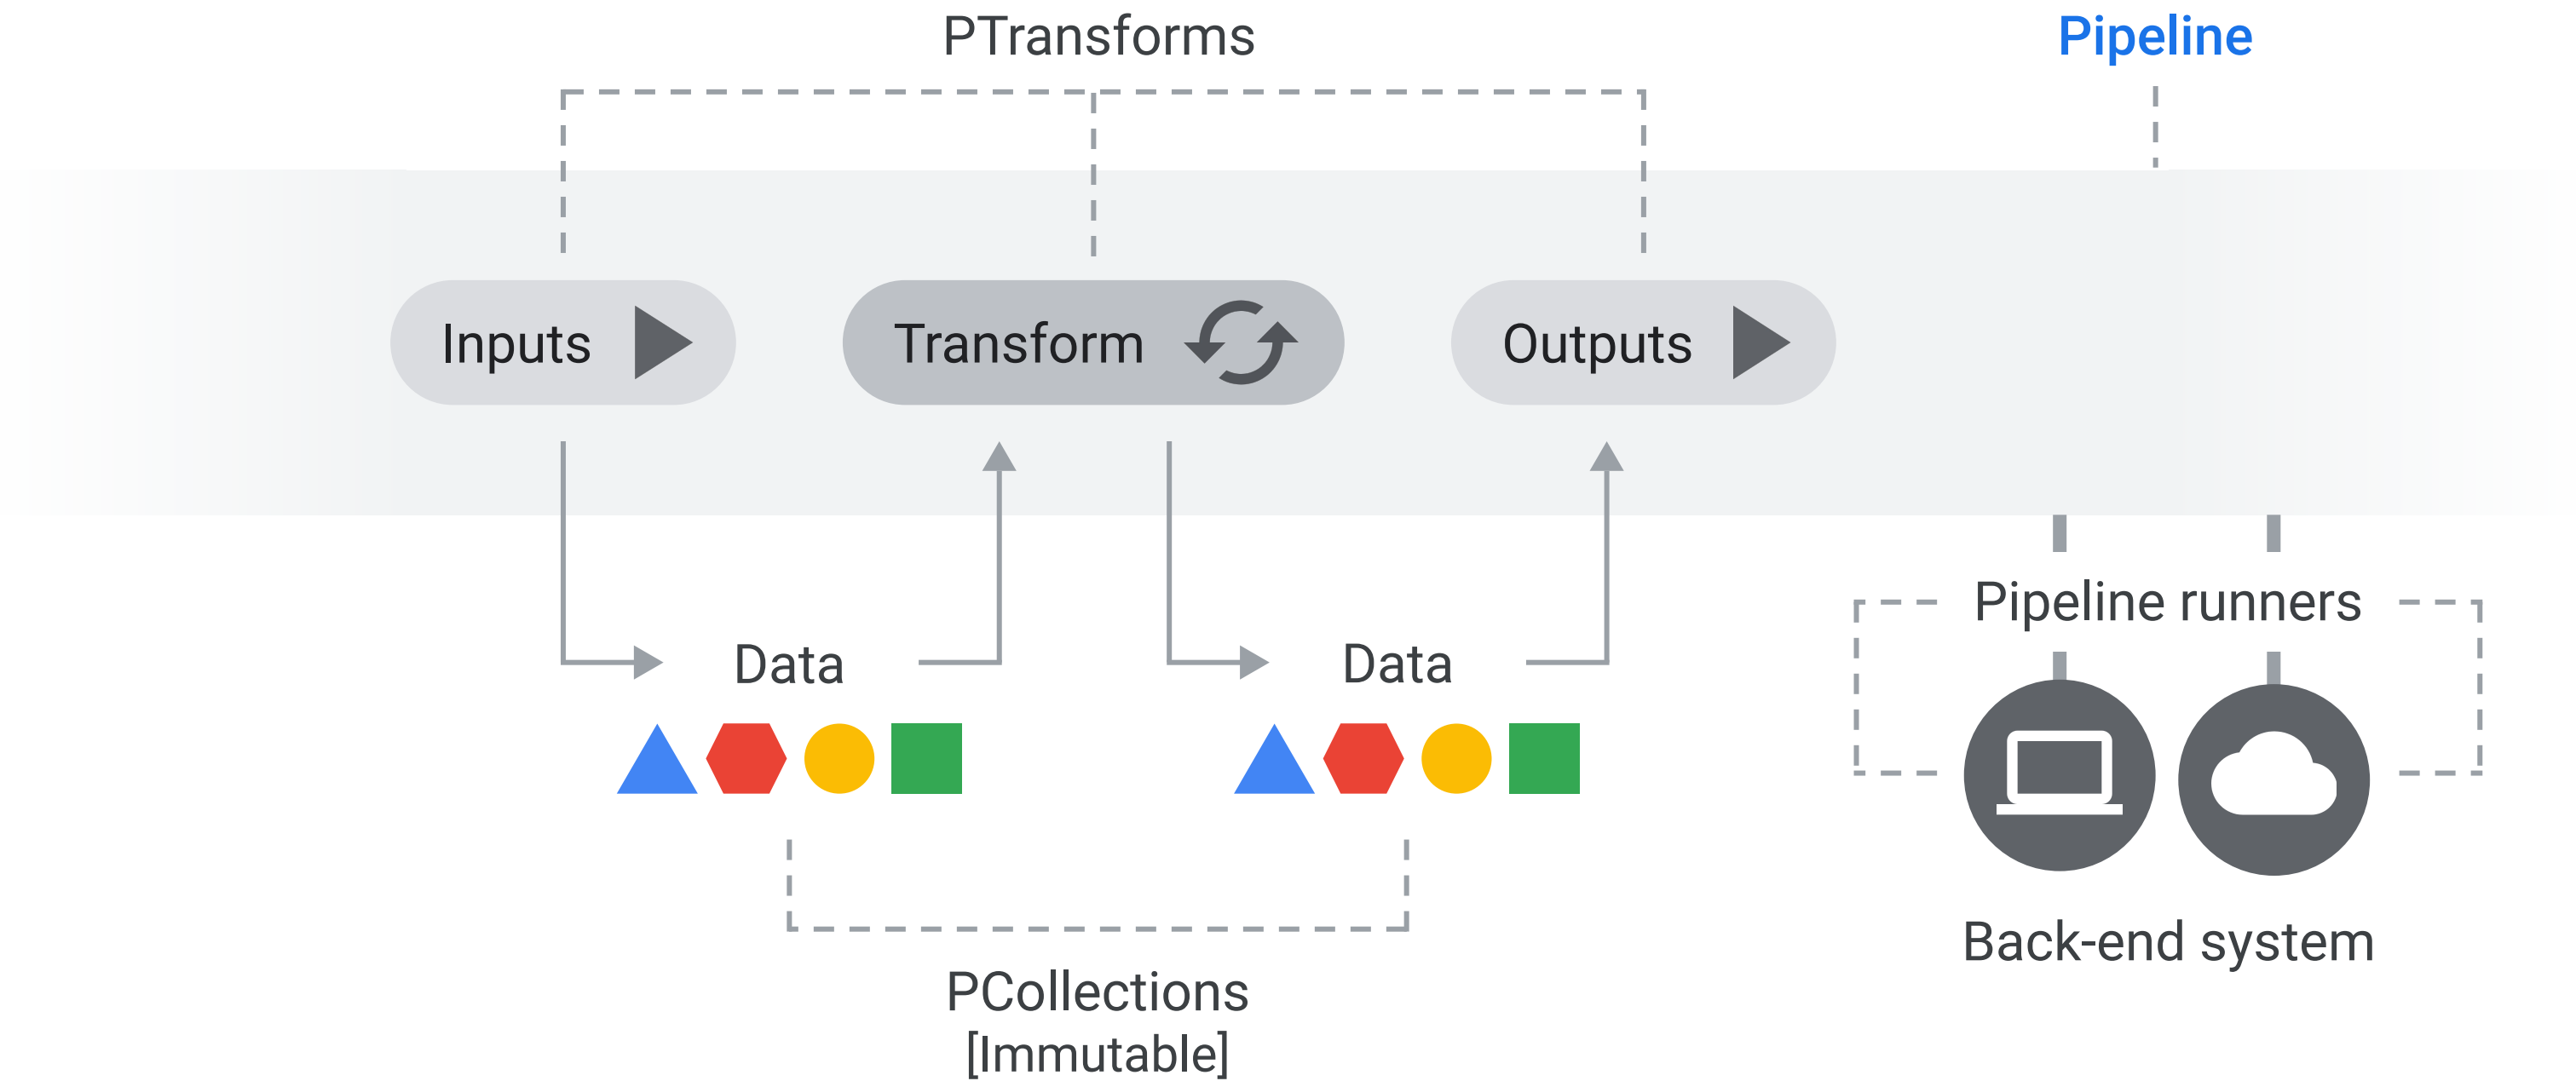 PTransforms
Pipeline
Inputs
Transform
Outputs
Data
Data
Pipeline runners
Back-end system
PCollections
[Immutable]